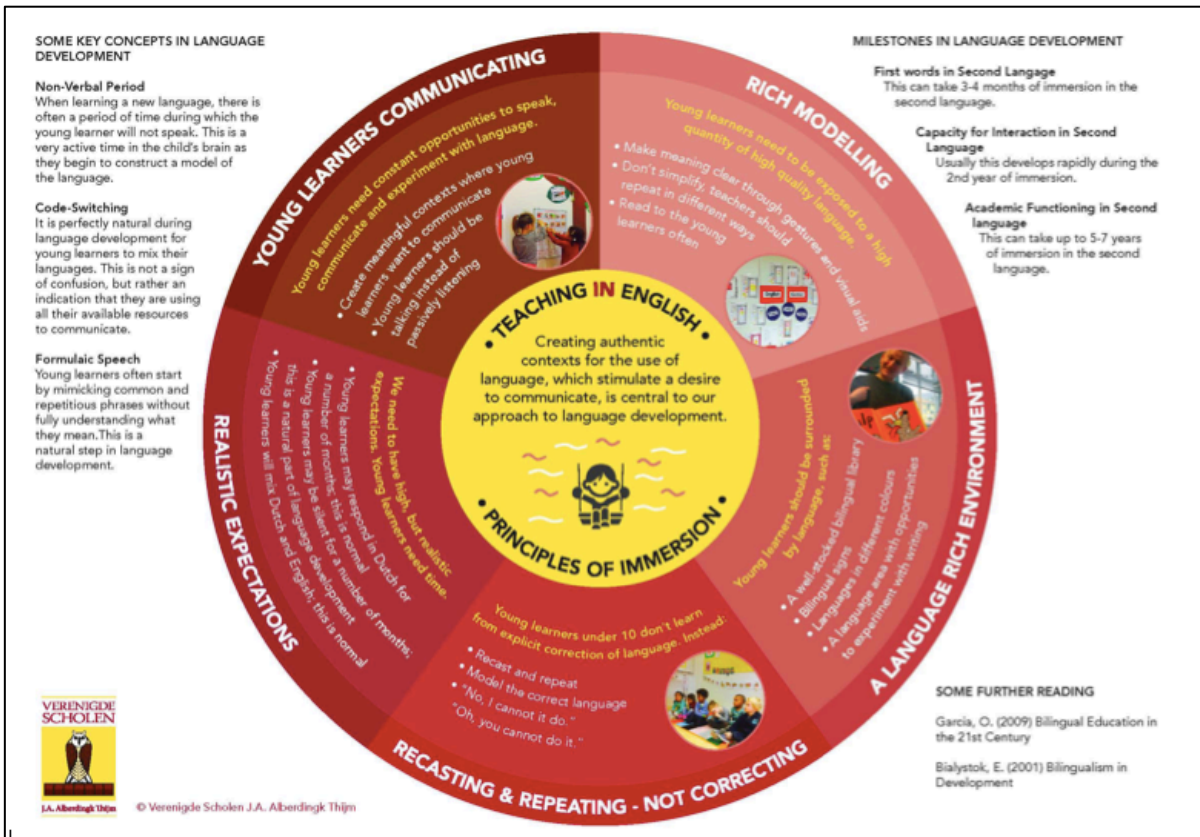 SOME KEY CONCEPTS IN LANGUAGE
DEVELOPMENT
Non-Verbal Period
When learning a new language, there is
often a period of time during which the
young learner will not speak. This is a
very active time in the child's brain as
they begin to construct a model of
the language.
Code-Switching
It is perfectly natural during
language development for
young learners to mix their
languages. This is not a sign
of confusion, but rather an
indication that they are using
all their available resources
to communicate.
Formulaic Speech
Young learners often start
by mimicking common and
repetitious phrases without
fully understanding what
they mean.This is a
natural step in language
development.
YOUNG LEARNERS COMMUNICATING
Young learners need constant opportunities to speak,
communicate and experiment with language.
• Create meaningful contexts where young
learners want to communicate
• Young learners should be
talking instead of
passively listening
RICH MODELLING
Young learners need to be exposed to a high
quantity of high quality language.
• Make meaning clear through gestures and visual aids
• Don't simplify, teachers should
repeat in different ways
• Read to the young
learners often
A LANGUAGE RICH ENVIRONMENT
Young learners should be surrounded
by language, such as:
• A well-stocked bilingual library
• Bilingual signs
• Languages in different colours
• A language area with opportunities
to experiment with writing
RECASTING & REPEATING - NOT CORRECTING
Young learners under 10 don't learn
from explicit correction of language. Instead:
• Recast and repeat
• Model the correct language
• "No, I cannot it do."
"Oh, you cannot do it."
REALISTIC EXPECTATIONS
We need to have high, but realistic
expectations. Young learners need time.
• Young learners may respond in Dutch for
a number of months; this is normal
• Young learners may be silent for a number of months;
this is a natural part of language development
• Young learners will mix Dutch and English; this is normal
• TEACHING IN ENGLISH •
Creating authentic
contexts for the use of
language, which stimulate a desire
to communicate, is central to our
approach to language development.
• PRINCIPLES OF IMMERSION •
MILESTONES IN LANGUAGE DEVELOPMENT
First words in Second Langage
This can take 3-4 months of immersion in the
second language.
Capacity for Interaction in Second
Language
Usually this develops rapidly during the
2nd year of immersion.
Academic Functioning in Second
language
This can take up to 5-7 years
of immersion in the second
language.
SOME FURTHER READING
Garcia, O. (2009) Bilingual Education in
the 21st Century
Bialystok, E. (2001) Bilingualism in
Development
VERENIGDE
SCHOLEN
J.A. Alberdingk Thijm
© Verenigde Scholen J.A. Alberdingk Thijm